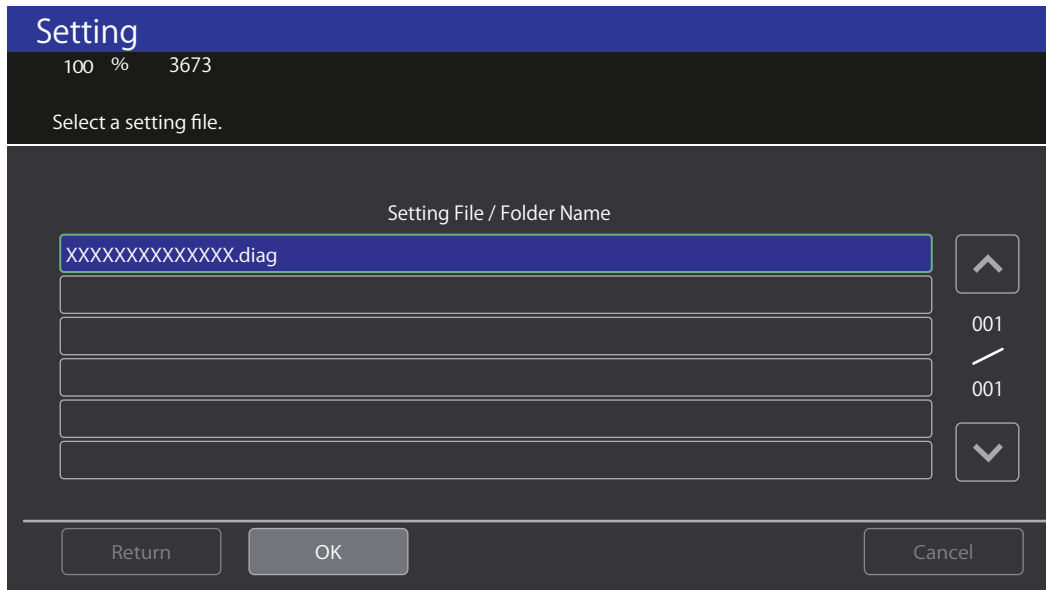 Setting
100 % 3673
Select a setting file.
Setting File / Folder Name
XXXXXXXXXXXXXX.diag
001
001
Return OK Cancel